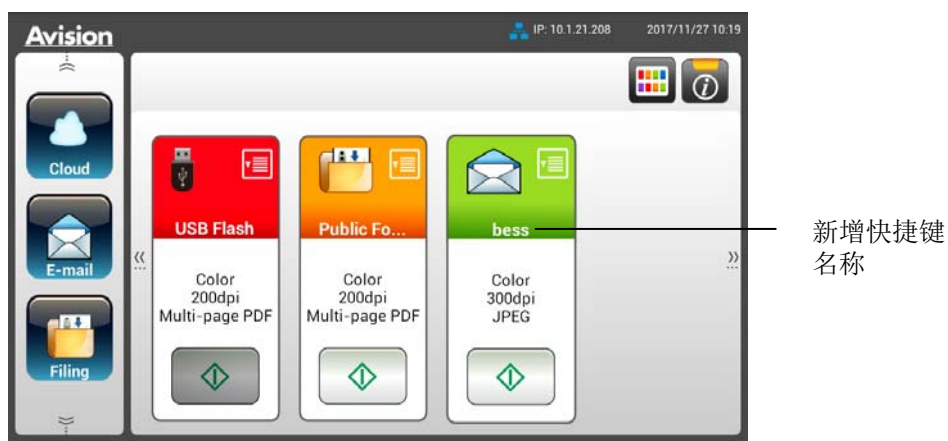 Avision
IP: 10.1.21.208 2017/11/27 10:19
Cloud
E-mail
Filing
USB Flash
Color
200dpi
Multi-page PDF
Public Fo...
Color
200dpi
Multi-page PDF
bess
Color
300dpi
JPEG
新增快捷键
名称